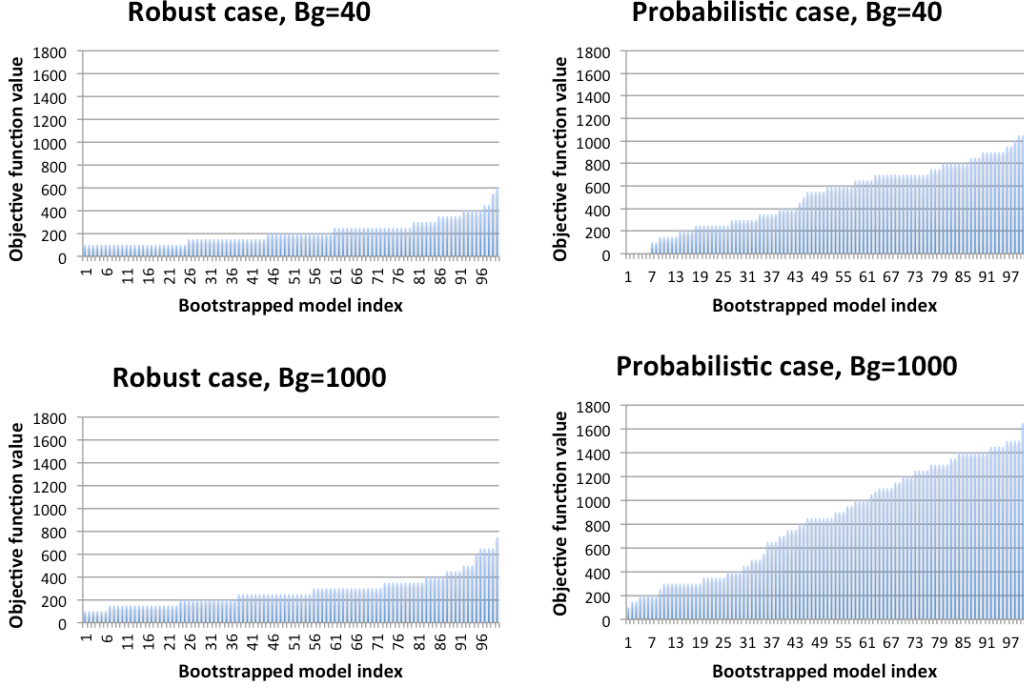 Robust case, Bg=40
Objective function value
1800
1600
1400
1200
1000
800
600
400
200
0
1 6 11 16 21 26 31 36 41 46 51 56 61 66 71 76 81 86 91 96
Bootstrapped model index
Probabilistic case, Bg=40
Objective function value
1800
1600
1400
1200
1000
800
600
400
200
0
1 7 13 19 25 31 37 43 49 55 61 67 73 79 85 91 97
Bootstrapped model index
Robust case, Bg=1000
Objective function value
1800
1600
1400
1200
1000
800
600
400
200
0
1 6 11 16 21 26 31 36 41 46 51 56 61 66 71 76 81 86 91 96
Bootstrapped model index
Probabilistic case, Bg=1000
Objective function value
1800
1600
1400
1200
1000
800
600
400
200
0
1 7 13 19 25 31 37 43 49 55 61 67 73 79 85 91 97
Bootstrapped model index